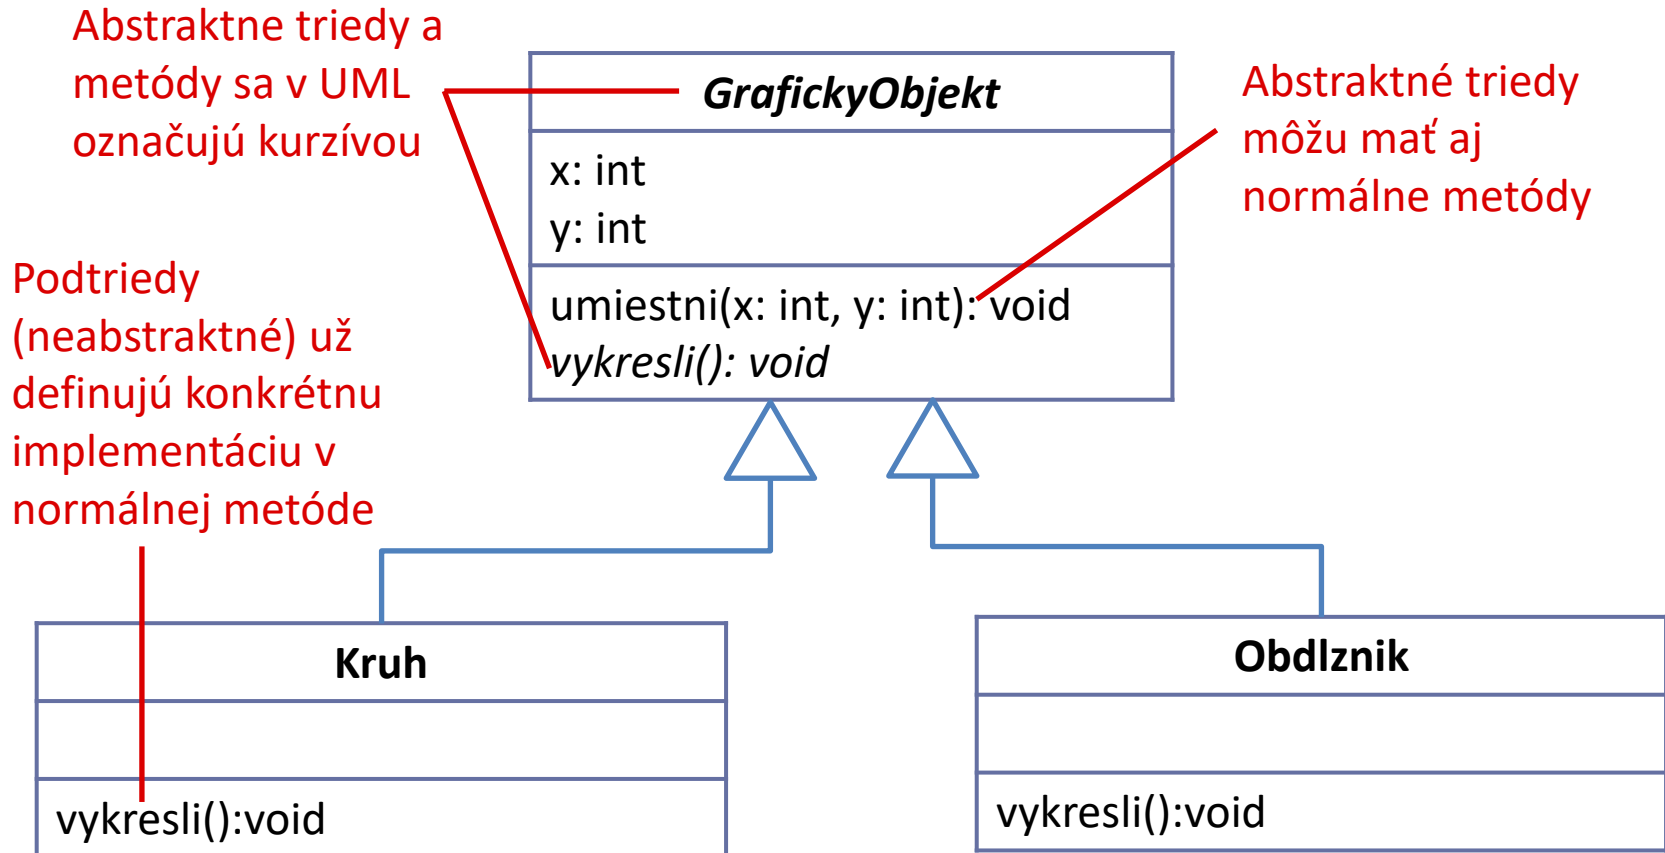 Abstraktne triedy a
metódy sa v UML
označujú kurzívou
GrafickyObjekt
x: int
y: int
umiestni(x: int, y: int): void
vykresli(): void
Abstraktné triedy
môžu mať aj
normálne metódy
Podtriedy
(neabstraktné) už
definujú konkrétnu
implementáciu v
normálnej metóde
Kruh
vykresli():void
Obdlznik
vykresli():void